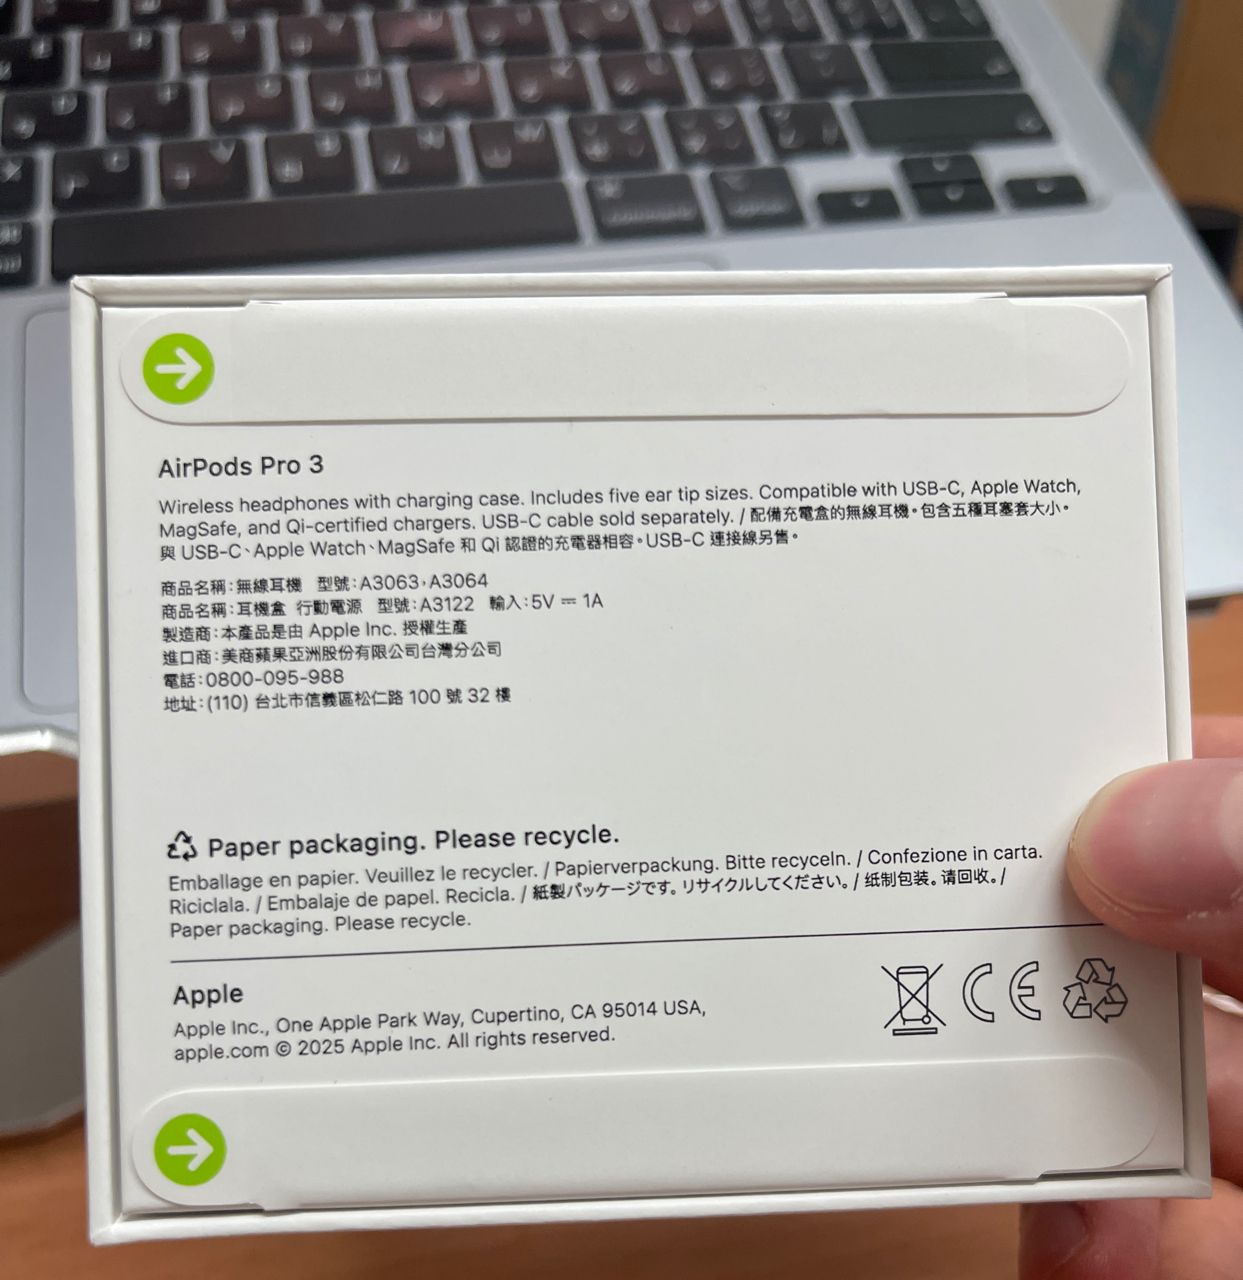 AirPods Pro 3
Wireless headphones with charging case. Includes five ear tip sizes. Compatible with USB-C, Apple Watch,
MagSafe, and Qi-certified chargers. USB-C cable sold separately. / 配備充電盒的無線耳機。包含五種耳塞套大小。
與 USB-C、Apple Watch、MagSafe 和 Qi 認證的充電器相容。USB-C 連接線另售。
商品名稱：無線耳機 型號：A3063，A3064
商品名稱：耳機盒 行動電源 型號：A3122 輸入：5V ⎓ 1A
製造商：本產品是由 Apple Inc. 授權生產
進口商：美商蘋果亞洲股份有限公司台灣分公司
電話：0800-095-988
地址：(110) 台北市信義區松仁路 100 號 32 樓
Paper packaging. Please recycle.
Emballage en papier. Veuillez le recycler. / Papierverpackung. Bitte recyceln. / Confezione in carta.
Riciclala. / Embalaje de papel. Recicla. / 紙製パッケージです。リサイクルしてください。/ 纸制包装。请回收。/
Paper packaging. Please recycle.
Apple
Apple Inc., One Apple Park Way, Cupertino, CA 95014 USA,
apple.com © 2025 Apple Inc. All rights reserved.
CE